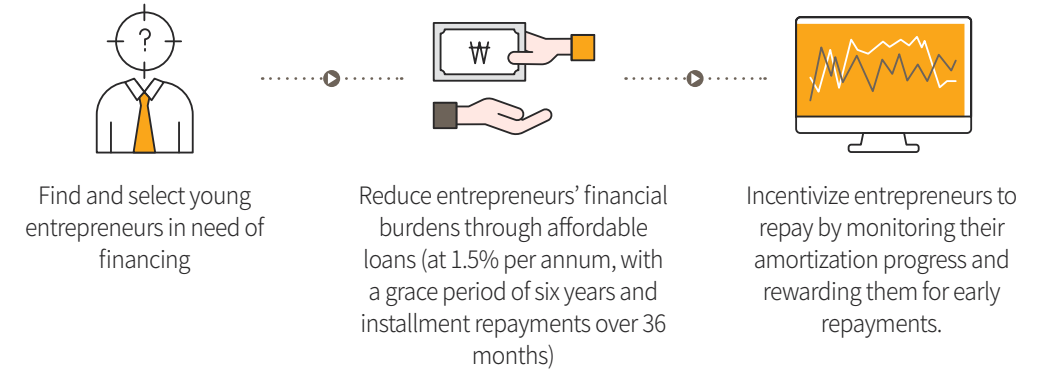 ?
₩
Find and select young
entrepreneurs in need of
financing
Reduce entrepreneurs’ financial
burdens through affordable
loans (at 1.5% per annum, with
a grace period of six years and
installment repayments over 36
months)
Incentivize entrepreneurs to
repay by monitoring their
amortization progress and
rewarding them for early
repayments.